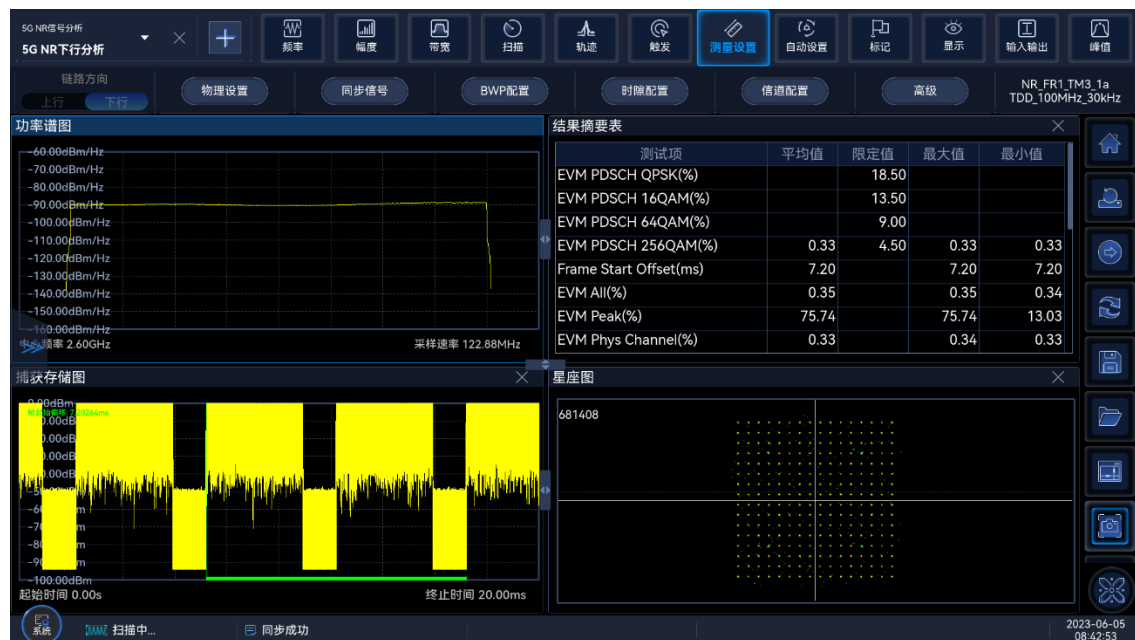 5G NR信号分析
5G NR下行分析
频率
幅度
带宽
扫描
轨迹
触发
测量设置
自动设置
标记
显示
输入输出
峰值
链路方向
上行
下行
物理设置
同步信号
BWP配置
时隙配置
信道配置
高级
NR_FR1_TM3_1a
TDD_100MHz_30kHz
功率谱图
-60.00dBm/Hz
-70.00dBm/Hz
-80.00dBm/Hz
-90.00dBm/Hz
-100.00dBm/Hz
-110.00dBm/Hz
-120.00dBm/Hz
-130.00dBm/Hz
-140.00dBm/Hz
-150.00dBm/Hz
-160.00dBm/Hz
中心频率 2.60GHz
采样速率 122.88MHz
结果摘要表
测试项 平均值 限定值 最大值 最小值
EVM PDSCH QPSK(%) 18.50
EVM PDSCH 16QAM(%) 13.50
EVM PDSCH 64QAM(%) 9.00
EVM PDSCH 256QAM(%) 0.33 4.50 0.33 0.33
Frame Start Offset(ms) 7.20 7.20 7.20
EVM All(%) 0.35 0.35 0.34
EVM Peak(%) 75.74 75.74 13.03
EVM Phys Channel(%) 0.33 0.34 0.33
捕获存储图
0.00dBm
帧起始偏移 7.20264ms
-100.00dBm
起始时间 0.00s
终止时间 20.00ms
星座图
681408
系统
扫描中...
同步成功
2023-06-05
08:42:53